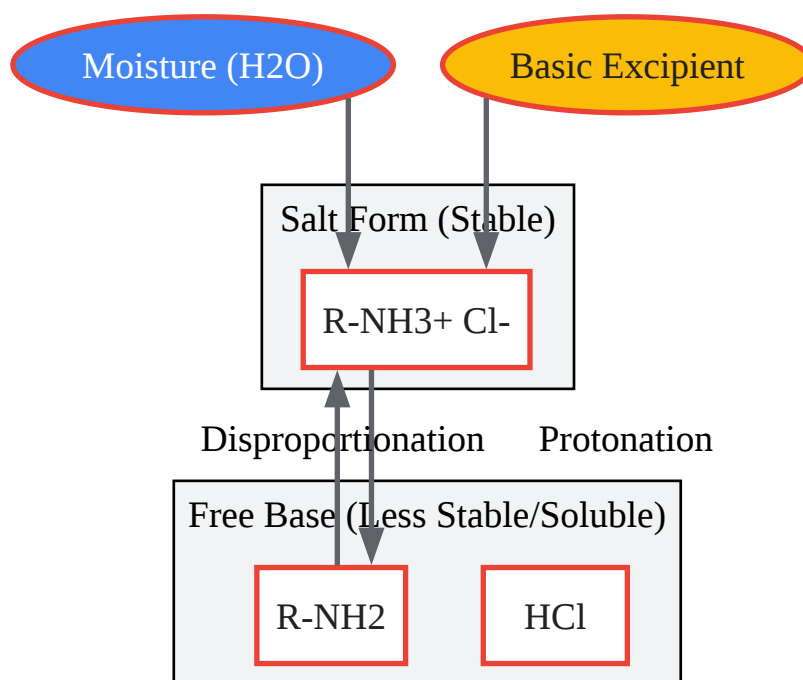 Moisture (H2O)
Basic Excipient
Salt Form (Stable)
R-NH3+ Cl-
Disproportionation
Protonation
Free Base (Less Stable/Soluble)
R-NH2
HCl